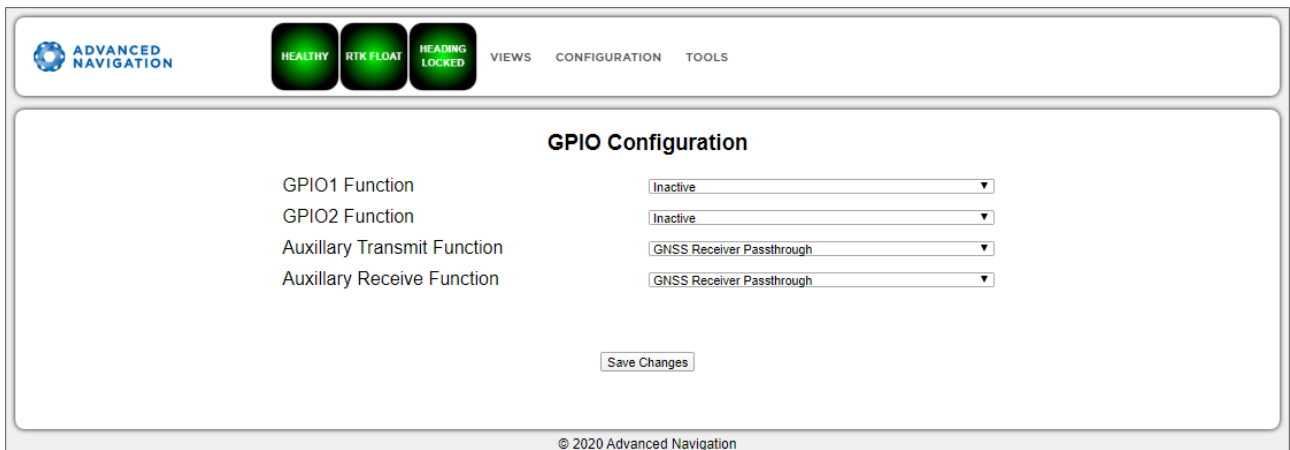 ADVANCED
NAVIGATION
HEALTHY
RTK FLOAT
HEADING
LOCKED
VIEWS
CONFIGURATION
TOOLS
GPIO Configuration
GPIO1 Function
Inactive
GPIO2 Function
Inactive
Auxillary Transmit Function
GNSS Receiver Passthrough
Auxillary Receive Function
GNSS Receiver Passthrough
Save Changes
© 2020 Advanced Navigation